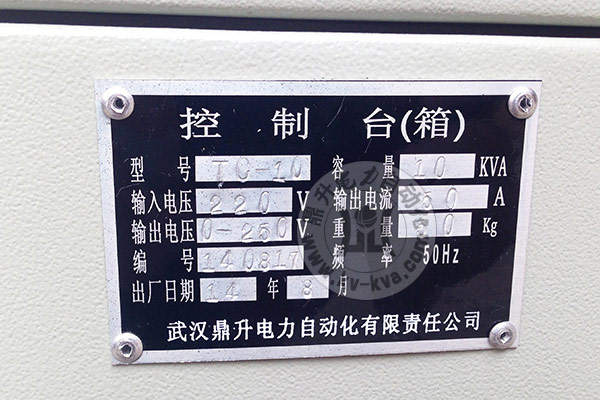 控制台(箱)
型号 TC-10 容量 10 KVA
输入电压 220 V 输出电流 50 A
输出电压 0-250 V 重量 Kg
编号 140817 频率 50Hz
出厂日期 14 年 8 月
武汉鼎升电力自动化有限责任公司